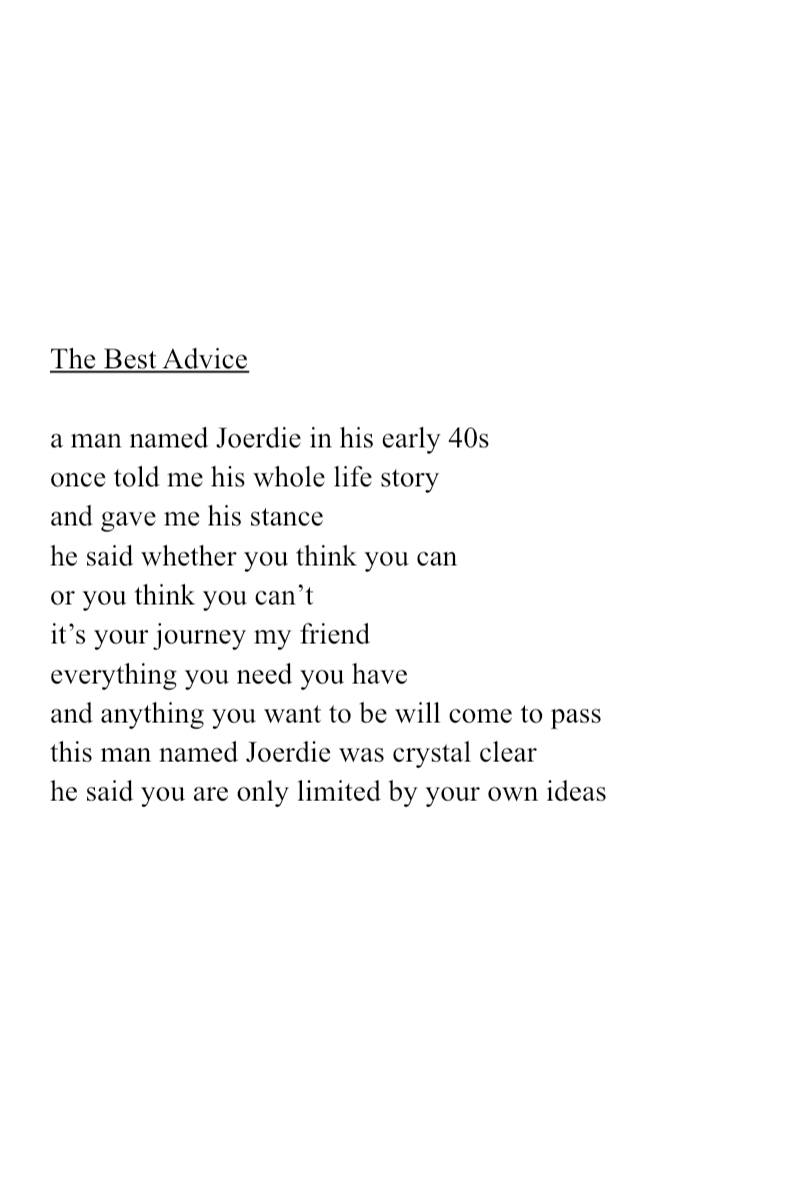 The Best Advice
a man named Joerdie in his early 40s
once told me his whole life story
and gave me his stance
he said whether you think you can
or you think you can’t
it’s your journey my friend
everything you need you have
and anything you want to be will come to pass
this man named Joerdie was crystal clear
he said you are only limited by your own ideas